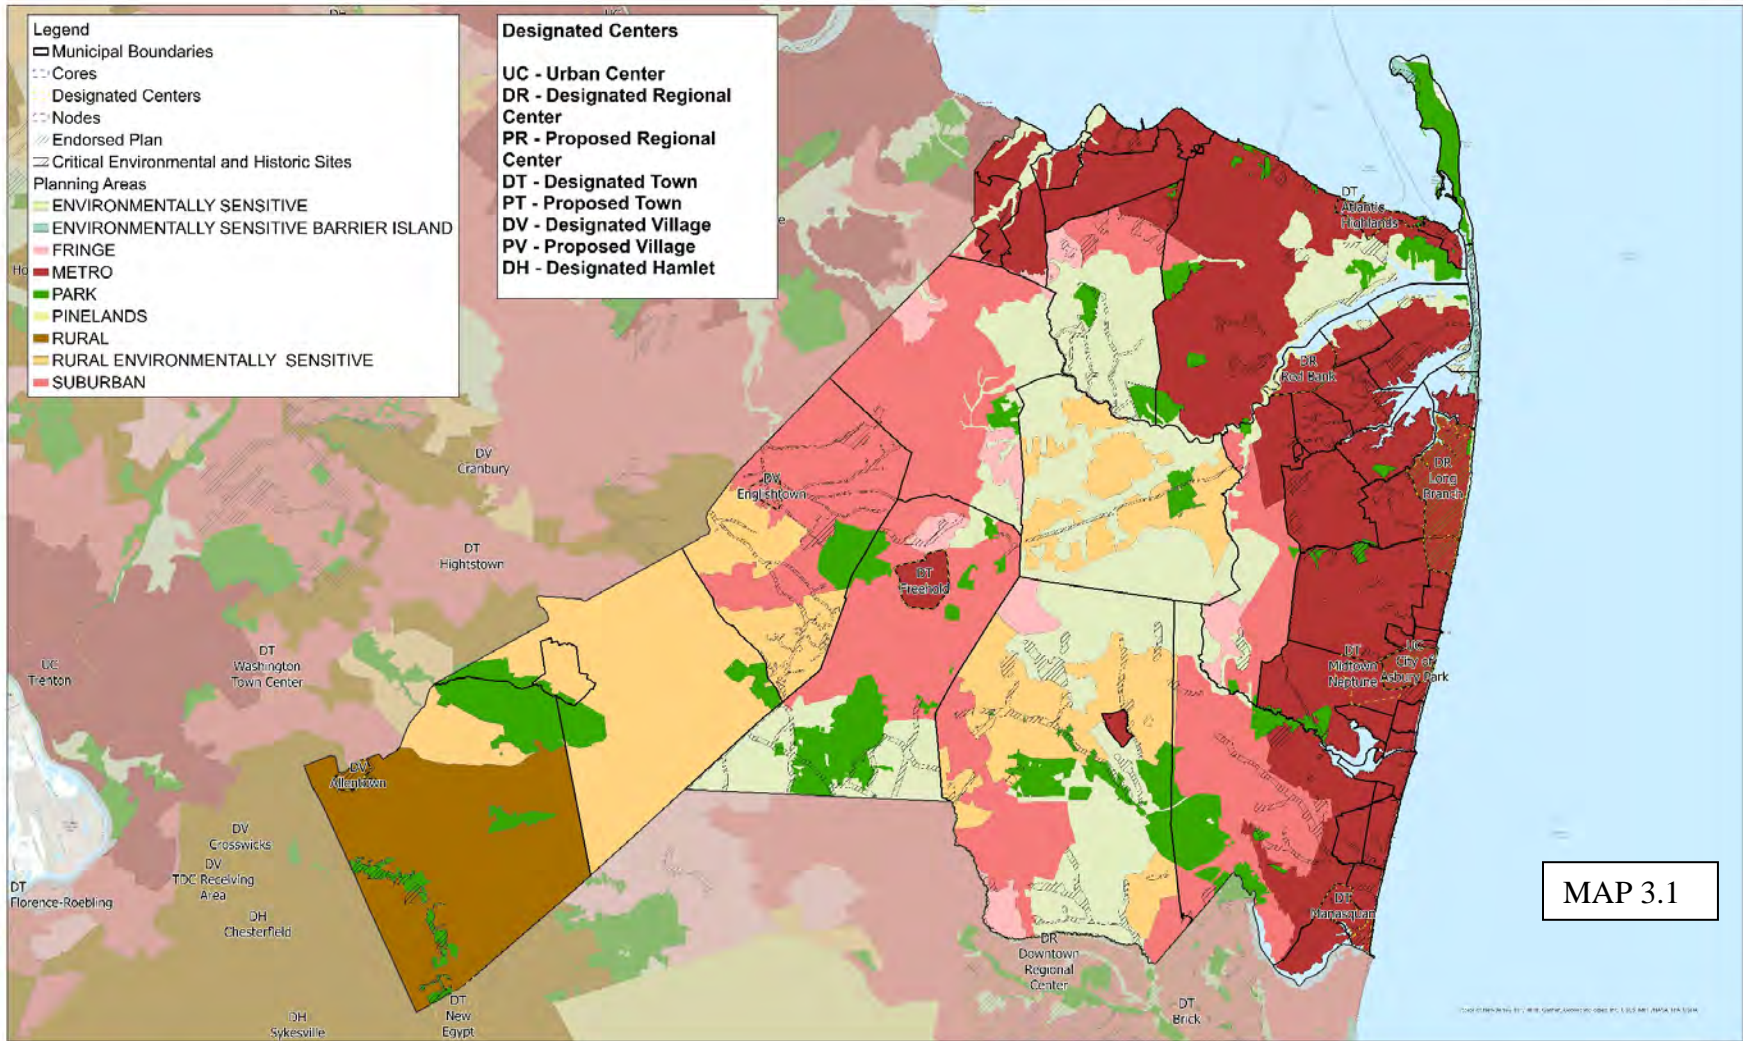 Legend
Municipal Boundaries
Cores
Designated Centers
Nodes
Endorsed Plan
Critical Environmental and Historic Sites
Planning Areas
ENVIRONMENTALLY SENSITIVE
ENVIRONMENTALLY SENSITIVE BARRIER ISLAND
FRINGE
METRO
PARK
PINELANDS
RURAL
RURAL ENVIRONMENTALLY SENSITIVE
SUBURBAN
Designated Centers
UC - Urban Center
DR - Designated Regional
Center
PR - Proposed Regional
Center
DT - Designated Town
PT - Proposed Town
DV - Designated Village
PV - Proposed Village
DH - Designated Hamlet
DT
Atlantic
Highlands
DR
Red Bank
DV
Cranbury
DV
Englishtown
DR
Long
Branch
DT
Hightstown
DT
Freehold
UC
Trenton
DT
Washington
Town Center
DT
Midtown
Neptune
UC
City of
Asbury Park
DV
Allentown
DV
Crosswicks
DV
TDC Receiving
Area
DT
Florence-Roebling
DH
Chesterfield
DT
Manasquan
MAP 3.1
DR
Downtown
Regional
Center
DT
Brick
DT
New
Egypt
DH
Sykesville